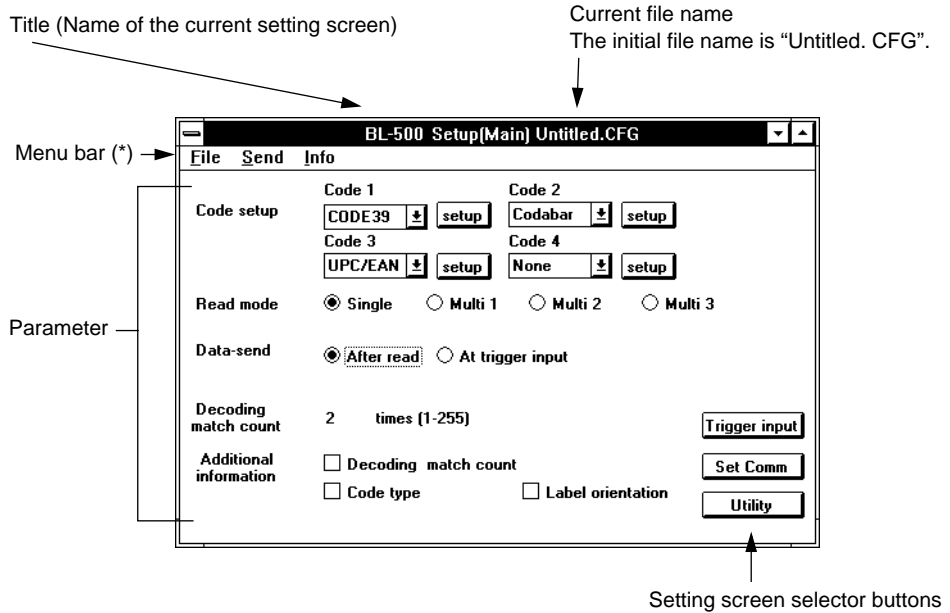 Title (Name of the current setting screen)
Current file name
The initial file name is “Untitled. CFG”.
BL-500 Setup(Main) Untitled.CFG
Menu bar (*)
File Send Info
Code 1 Code 2
Code setup CODE39 setup Codabar setup
Code 3 Code 4
UPC/EAN setup None setup
Read mode Single Multi 1 Multi 2 Multi 3
Parameter
Data-send After read At trigger input
Decoding
match count 2 times (1-255) Trigger input
Additional
information Decoding match count Set Comm
Code type Label orientation Utility
Setting screen selector buttons